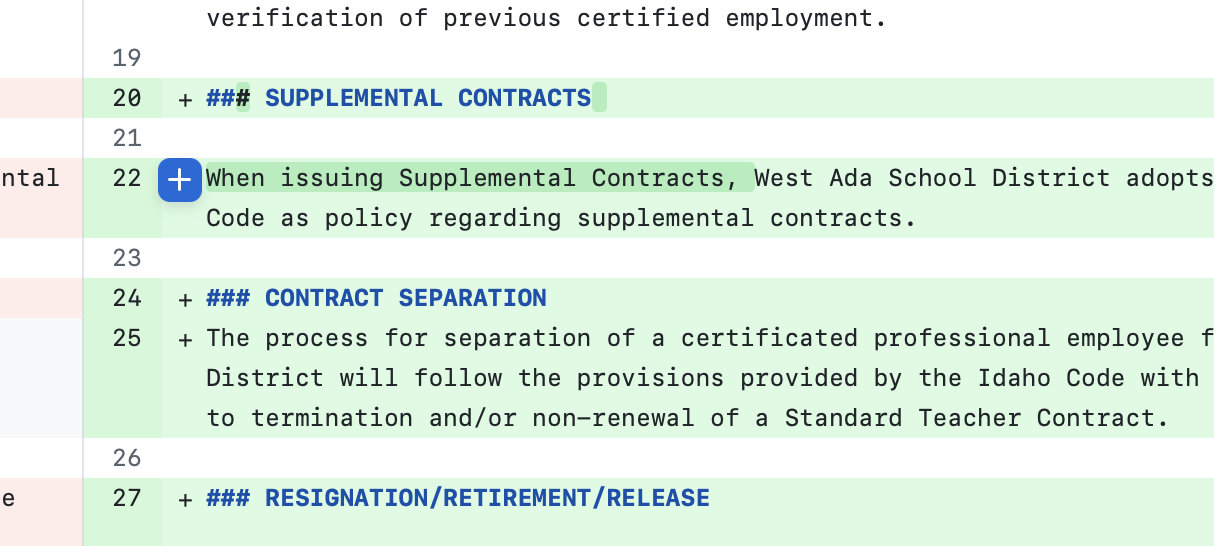 verification of previous certified employment.
19
20 + ### SUPPLEMENTAL CONTRACTS
21
ntal 22 + When issuing Supplemental Contracts, West Ada School District adopts
Code as policy regarding supplemental contracts.
23
24 + ### CONTRACT SEPARATION
25 + The process for separation of a certificated professional employee f
District will follow the provisions provided by the Idaho Code with
to termination and/or non-renewal of a Standard Teacher Contract.
26
e 27 + ### RESIGNATION/RETIREMENT/RELEASE